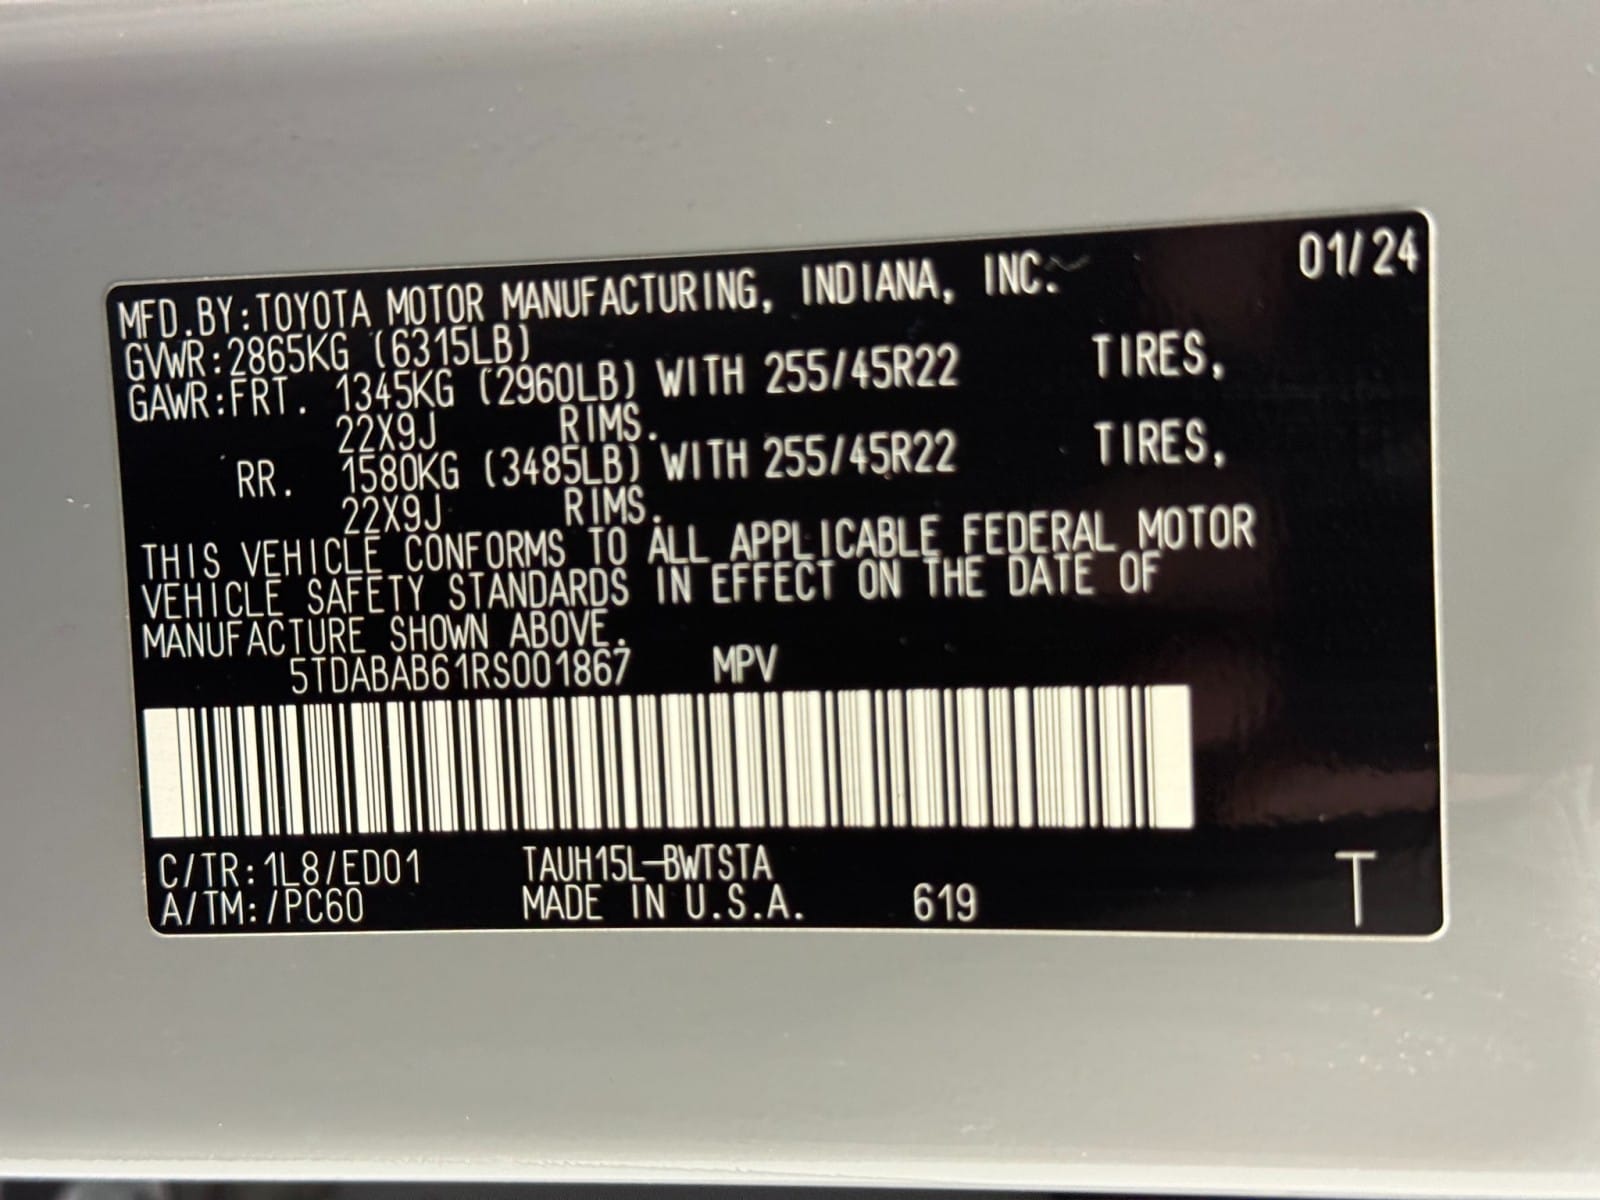 MFD.BY:TOYOTA MOTOR MANUFACTURING, INDIANA, INC. 01/24
GVWR:2865KG (6315LB)
GAWR:FRT. 1345KG (2960LB) WITH 255/45R22 TIRES,
22X9J RIMS.
RR. 1580KG (3485LB) WITH 255/45R22 TIRES,
22X9J RIMS.
THIS VEHICLE CONFORMS TO ALL APPLICABLE FEDERAL MOTOR
VEHICLE SAFETY STANDARDS IN EFFECT ON THE DATE OF
MANUFACTURE SHOWN ABOVE.
5TDABAB61RS001867 MPV
C/TR:1L8/ED01 TAUH15L-BWTSTA
A/TM:/PC60 MADE IN U.S.A. 619 T